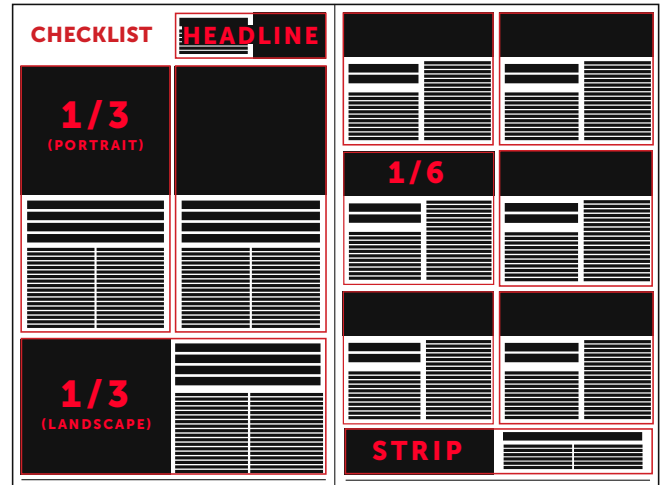 CHECKLIST
HEADLINE
1/3
(PORTRAIT)
1/3
(LANDSCAPE)
1/6
STRIP